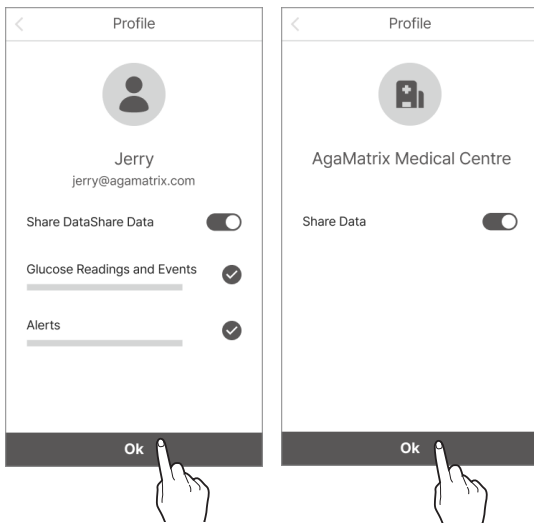 Profile
Jerry
jerry@agamatrix.com
Share DataShare Data
Glucose Readings and Events
Alerts
Ok
Profile
AgaMatrix Medical Centre
Share Data
Ok